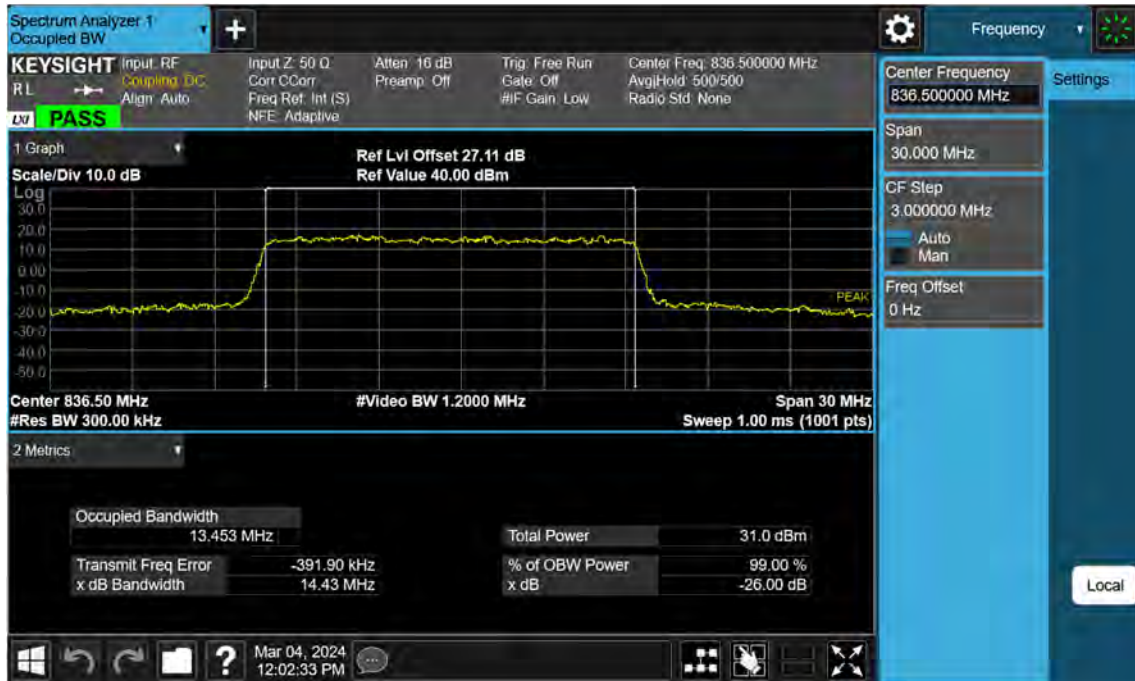 Spectrum Analyzer 1
Occupied BW
+
Frequency
KEYSIGHT
RL
LXI
PASS
Input: RF
Coupling: DC
Align: Auto
Input Z: 50 Ω
Corr CCorr
Freq Ref: Int (S)
NFE: Adaptive
Atten: 16 dB
Preamp: Off
Trig: Free Run
Gate: Off
#IF Gain: Low
Center Freq: 836.500000 MHz
Avg|Hold: 500/500
Radio Std: None
Center Frequency
836.500000 MHz
Settings
Span
30.000 MHz
CF Step
3.000000 MHz
Auto
Man
Freq Offset
0 Hz
Local
1 Graph
Scale/Div 10.0 dB
Ref Lvl Offset 27.11 dB
Ref Value 40.00 dBm
Log
30.0
20.0
10.0
0.00
-10.0
-20.0
-30.0
-40.0
-50.0
PEAK
Center 836.50 MHz
#Video BW 1.2000 MHz
Span 30 MHz
#Res BW 300.00 kHz
Sweep 1.00 ms (1001 pts)
2 Metrics
Occupied Bandwidth
13.453 MHz
Total Power 31.0 dBm
Transmit Freq Error -391.90 kHz
% of OBW Power 99.00 %
x dB Bandwidth 14.43 MHz
x dB -26.00 dB
?
Mar 04, 2024
12:02:33 PM